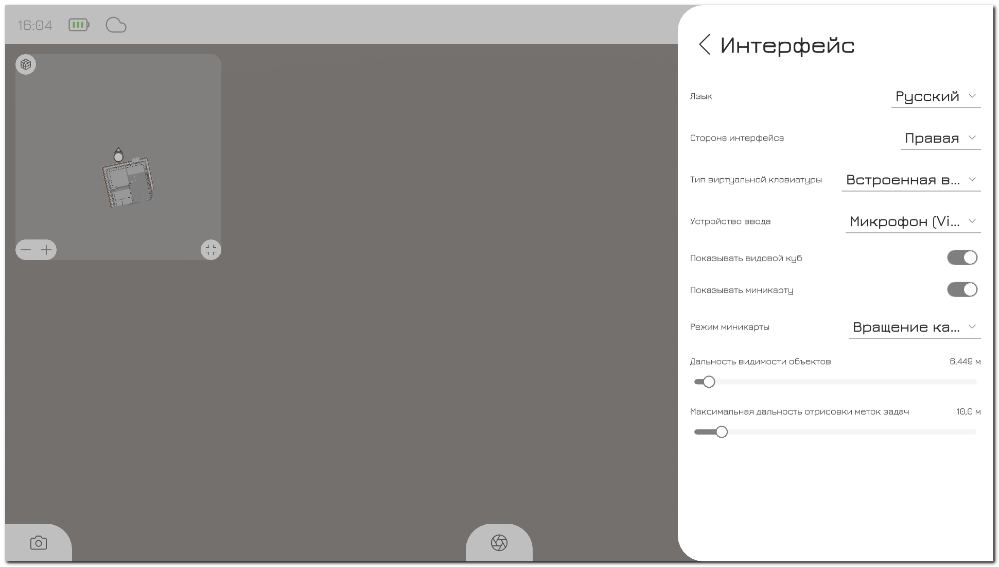 16:04
Интерфейс
Язык
Русский
Сторона интерфейса
Правая
Тип виртуальной клавиатуры
Встроенная в...
Устройство ввода
Микрофон (Vi...
Показывать видовой куб
Показывать миникарту
Режим миникарты
Вращение ка...
Дальность видимости объектов
6,449 м
Максимальная дальность отрисовки меток задач
10,0 м